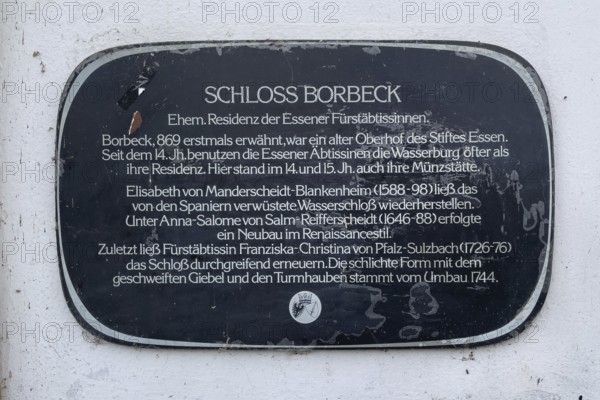 SCHLOSS BORBECK
Ehem. Residenz der Essener Fürstäbtissinnen.
Borbeck, 869 erstmals erwähnt, war ein alter Oberhof des Stiftes Essen.
Seit dem 14. Jh. benutzen die Essener Äbtissinen die Wasserburg öfter als
ihre Residenz. Hier stand im 14. und 15. Jh. auch ihre Münzstätte.
Elisabeth von Manderscheidt-Blankenheim (1588-98) ließ das
von den Spaniern verwüstete Wasserschloß wiederherstellen.
Unter Anna-Salome von Salm-Reifferscheidt (1646-88) erfolgte
ein Neubau im Renaissancestil.
Zuletzt ließ Fürstäbtissin Franziska-Christina von Pfalz-Sulzbach (1726-76)
das Schloß durchgreifend erneuern. Die schlichte Form mit dem
geschweiften Giebel und den Turmhauben stammt vom Umbau 1744.
PHOTO 12